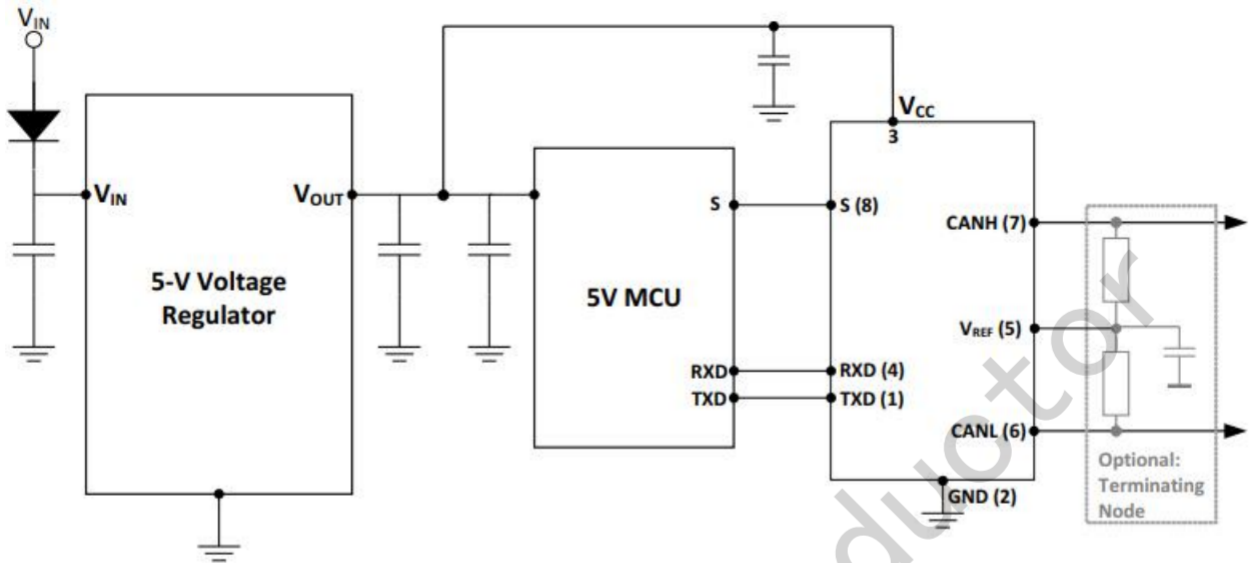 VIN
VCC
3
VIN
VOUT
S
S (8)
CANH (7)
5-V Voltage
Regulator
5V MCU
VREF (5)
RXD
RXD (4)
TXD
TXD (1)
CANL (6)
Optional:
Terminating
Node
GND (2)
ductor